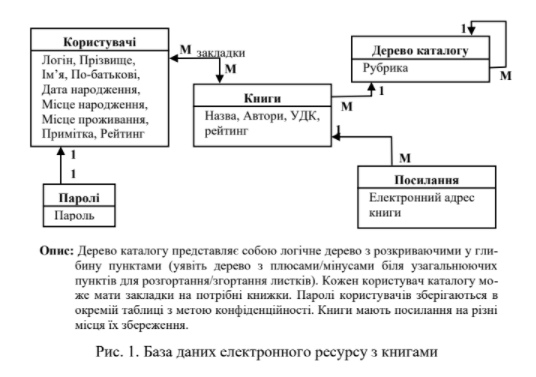 Користувачі
Логін, Прізвище,
Ім'я, По-батькові,
Дата народження,
Місце народження,
Місце проживання,
Примітка, Рейтинг
М закладки
М
1
Дерево каталогу
Рубрика
М
1
Книги
Назва, Автори, УДК,
рейтинг
М
1
М
1
1
Паролі
Пароль
Посилання
Електронний адрес
книги
Опис: Дерево каталогу представляє собою логічне дерево з розкриваючими у гли-
бину пунктами (уявіть дерево з плюсами/мінусами біля узагальнюючих
пунктів для розгортання/згортання листків). Кожен користувач каталогу мо-
же мати закладки на потрібні книжки. Паролі користувачів зберігаються в
окремій таблиці з метою конфіденційності. Книги мають посилання на різні
місця їх збереження.
Рис. 1. База даних електронного ресурсу з книгами